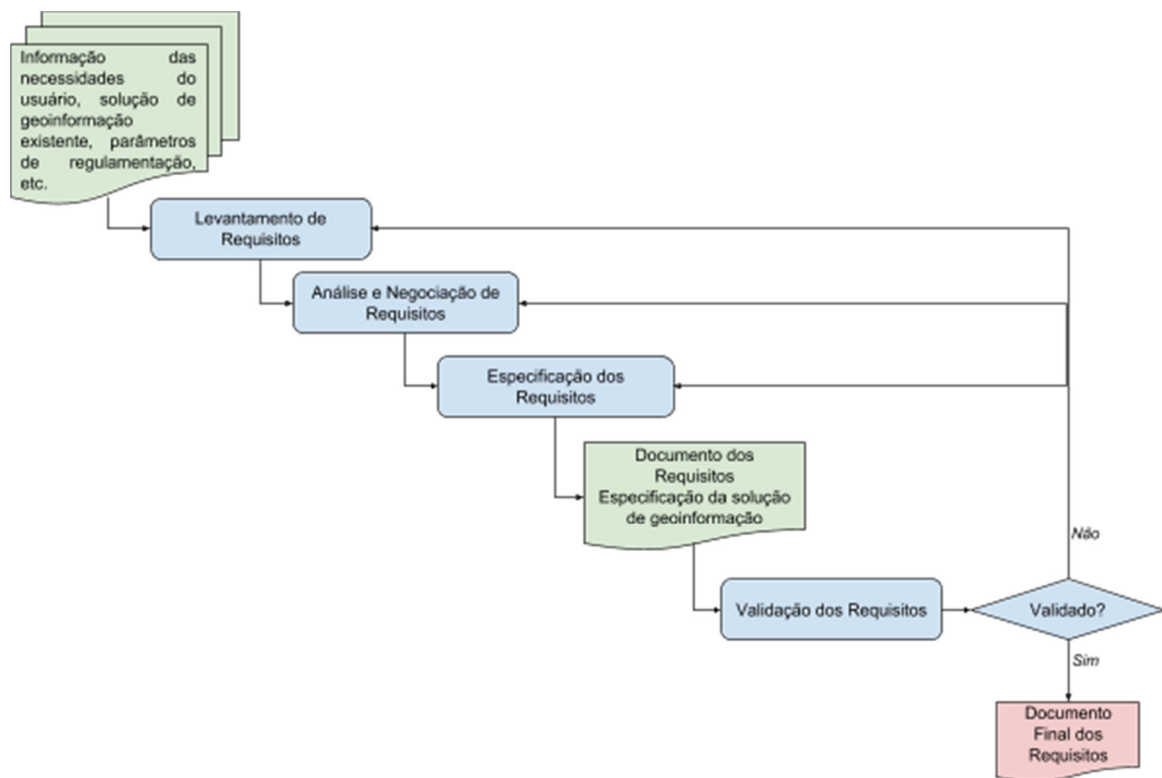 Informação das
necessidades do
usuário, solução de
geoinformação
existente, parâmetros
de regulamentação,
etc.
Levantamento de
Requisitos
Análise e Negociação de
Requisitos
Especificação dos
Requisitos
Documento dos
Requisitos
Especificação da solução
de geoinformação
Não
Validação dos Requisitos
Validado?
Sim
Documento
Final dos
Requisitos